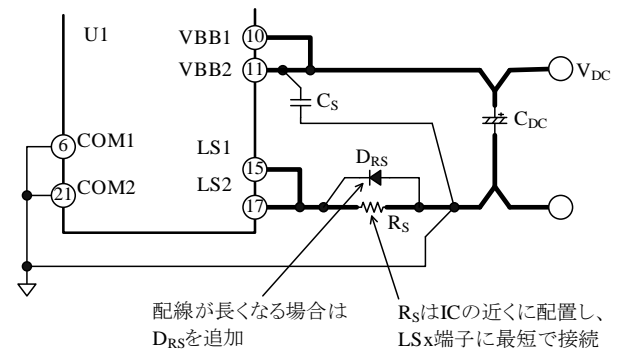 U1
VBB1
10
VBB2
11
VDC
CS
CDC
6
COM1
LS1
15
DRS
21
COM2
LS2
17
RS
配線が長くなる場合は
DRSを追加
RSはICの近くに配置し、
LSx端子に最短で接続